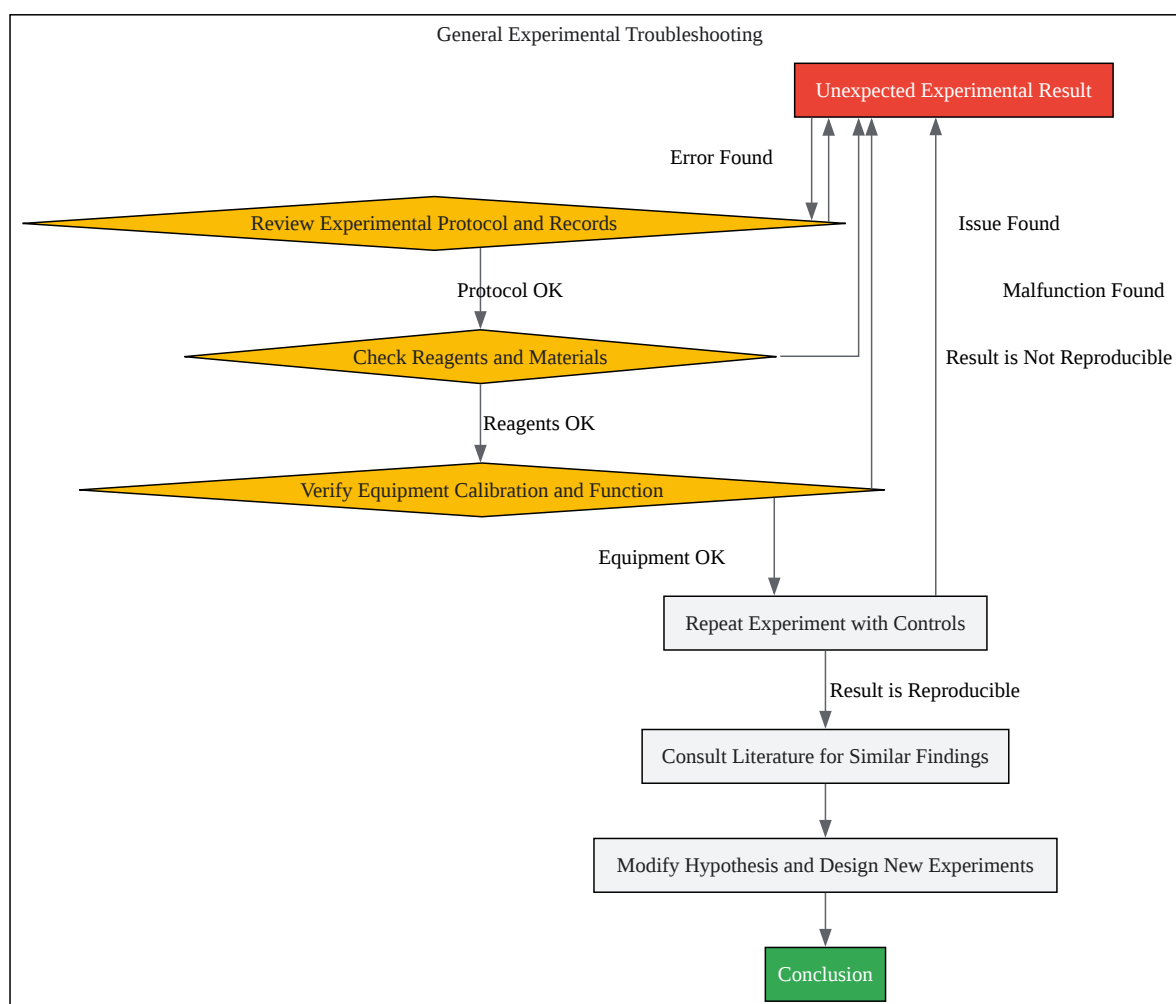 General Experimental Troubleshooting
Unexpected Experimental Result
Error Found
Review Experimental Protocol and Records
Issue Found
Protocol OK
Malfunction Found
Check Reagents and Materials
Result is Not Reproducible
Reagents OK
Verify Equipment Calibration and Function
Equipment OK
Repeat Experiment with Controls
Result is Reproducible
Consult Literature for Similar Findings
Modify Hypothesis and Design New Experiments
Conclusion